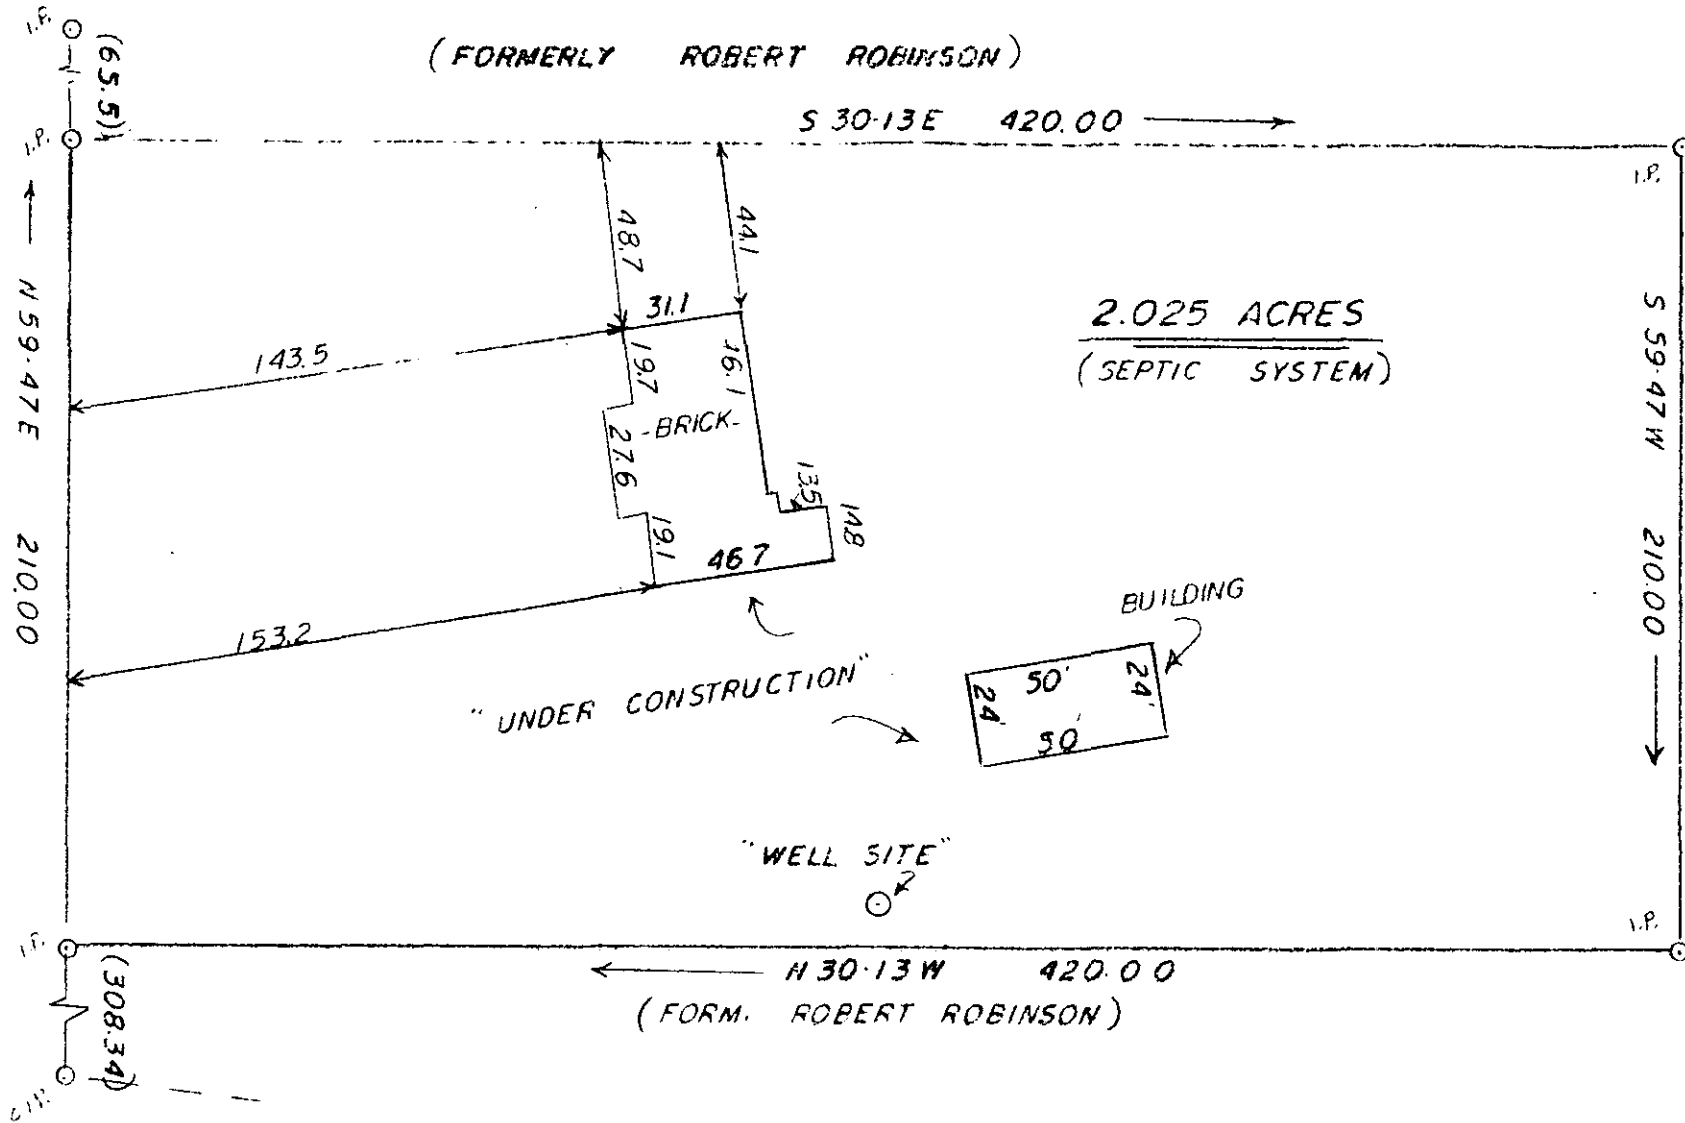 I.P.
(65.5)
(FORMERLY ROBERT ROBINSON)
S 30·13 E 420.00
I.P.
I.P.
N 59·47 E 210.00
48.7
44.1
31.1
143.5
19.7
46.1
-BRICK-
27.6
13.5
14.8
19.1
46.7
153.2
2.025 ACRES
(SEPTIC SYSTEM)
S 59·47 W 210.00
"UNDER CONSTRUCTION"
BUILDING
50'
24'
24'
50'
"WELL SITE"
I.P.
I.P.
N 30·13 W 420.00
(FORM. ROBERT ROBINSON)
(308.34)